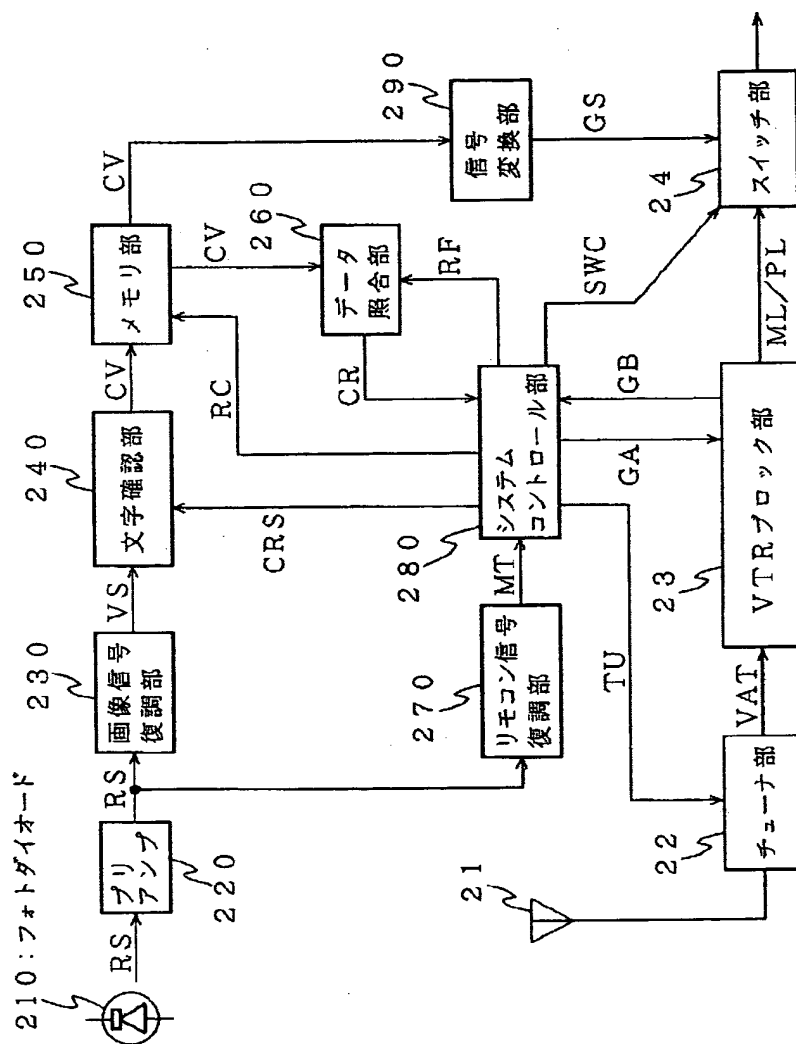 210:フォトダイオード
RS
プリ
アンプ
220
RS
画像信号
復調部
230
VS
文字確認部
240
CV
メモリ部
250
CV
CV
データ
照合部
260
信号
変換部
290
GS
CRS
RC
CR
RF
リモコン信号
復調部
270
MT
システム
コントロール部
280
SWC
TU
GA
GB
21
チューナ部
22
VAT
VTRブロック部
23
ML/PL
スイッチ部
24